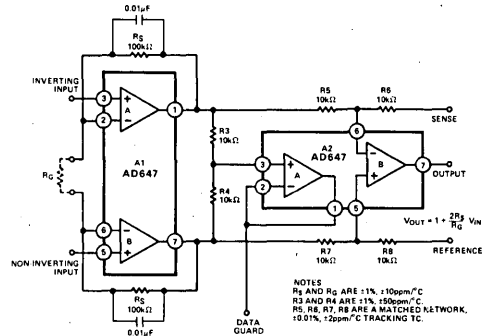 0.01µF
RS
100kΩ
INVERTING
INPUT
3
+
A
2
−
1
A1
AD647
RG
6
−
B
5
+
7
NON-INVERTING
INPUT
RS
100kΩ
0.01µF
R3
10kΩ
R4
10kΩ
R5
10kΩ
R6
10kΩ
SENSE
A2
AD647
3
+
A
2
−
1
6
−
B
5
+
7
OUTPUT
VOUT = 1 + 2RS/RG VIN
R7
10kΩ
R8
10kΩ
REFERENCE
DATA
GUARD
NOTES
RS AND RG ARE ±1%, ±10ppm/°C.
R3 AND R4 ARE ±1%, ±50ppm/°C.
R5, R6, R7, R8 ARE A MATCHED NETWORK,
±0.01%, ±2ppm/°C TRACKING TC.